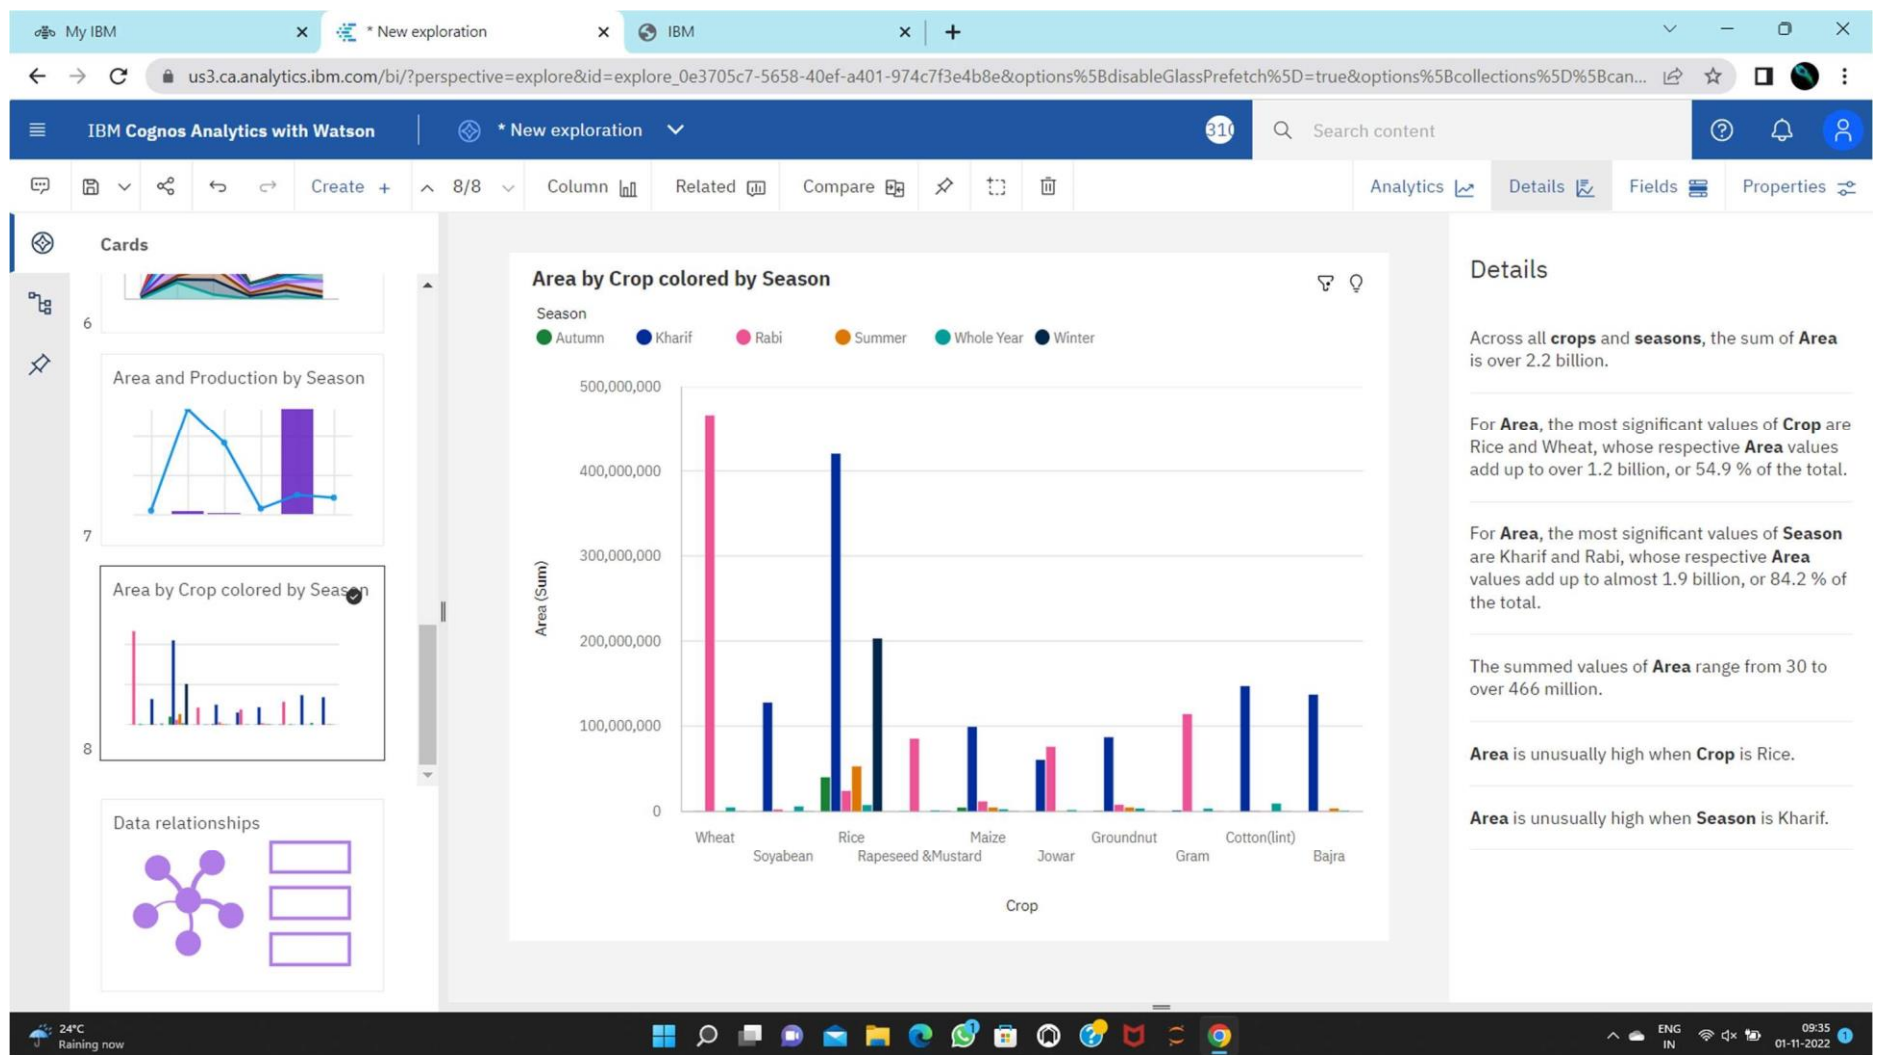 My IBM
* New exploration
IBM
us3.ca.analytics.ibm.com/bi/?perspective=explore&id=explore_0e3705c7-5658-40ef-a401-974c7f3e4b8e&options%5BdisableGlassPrefetch%5D=true&options%5Bcollections%5D%5Bcan...
IBM Cognos Analytics with Watson
* New exploration
310
Search content
Create +
8/8
Column
Related
Compare
Analytics
Details
Fields
Properties
Cards
6
Area and Production by Season
7
Area by Crop colored by Season
8
Data relationships
Area by Crop colored by Season
Season
Autumn Kharif Rabi Summer Whole Year Winter
500,000,000
400,000,000
300,000,000
200,000,000
100,000,000
0
Area (Sum)
Wheat Rice Maize Groundnut Cotton(lint)
Soyabean Rapeseed &Mustard Jowar Gram Bajra
Crop
Details
Across all crops and seasons, the sum of Area
is over 2.2 billion.
For Area, the most significant values of Crop are
Rice and Wheat, whose respective Area values
add up to over 1.2 billion, or 54.9 % of the total.
For Area, the most significant values of Season
are Kharif and Rabi, whose respective Area
values add up to almost 1.9 billion, or 84.2 % of
the total.
The summed values of Area range from 30 to
over 466 million.
Area is unusually high when Crop is Rice.
Area is unusually high when Season is Kharif.
24°C
Raining now
1
ENG
IN
09:35
01-11-2022
1